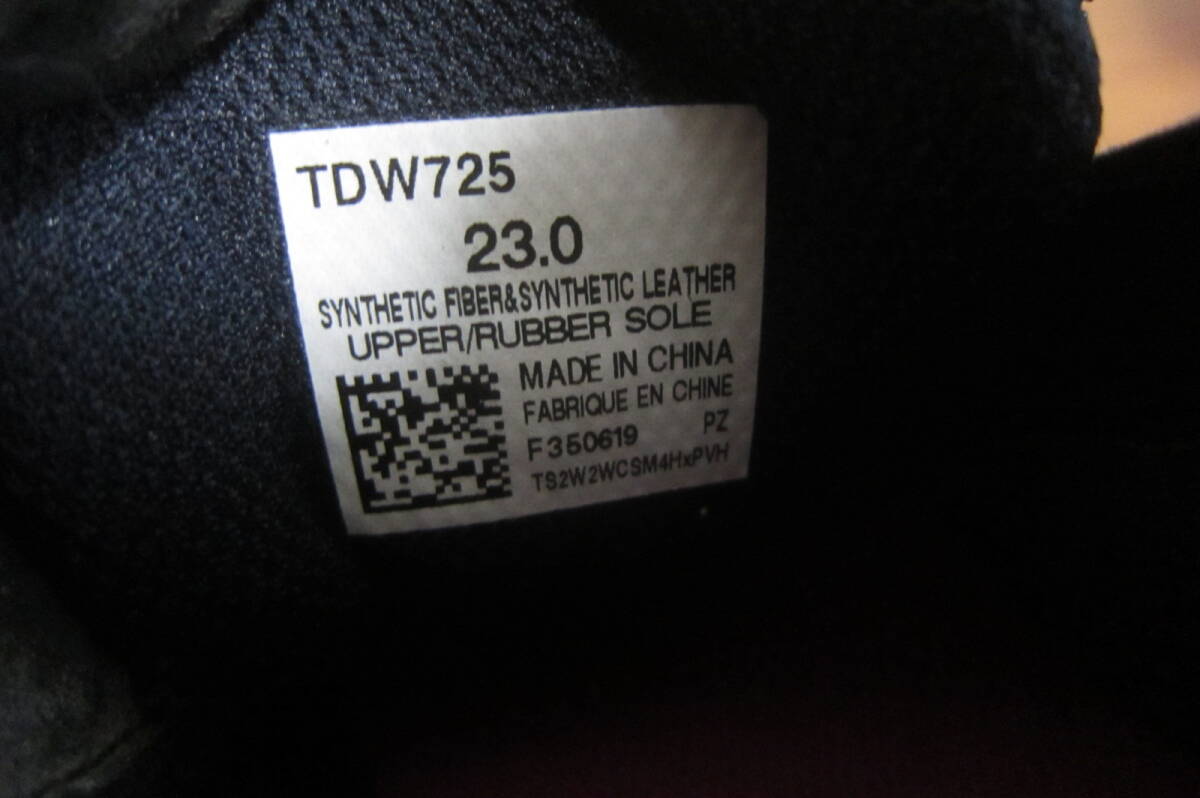 TDW725
23.0
SYNTHETIC FIBER&SYNTHETIC LEATHER
UPPER/RUBBER SOLE
MADE IN CHINA
FABRIQUE EN CHINE
F350619 PZ
TS2W2WCSM4HxPVH